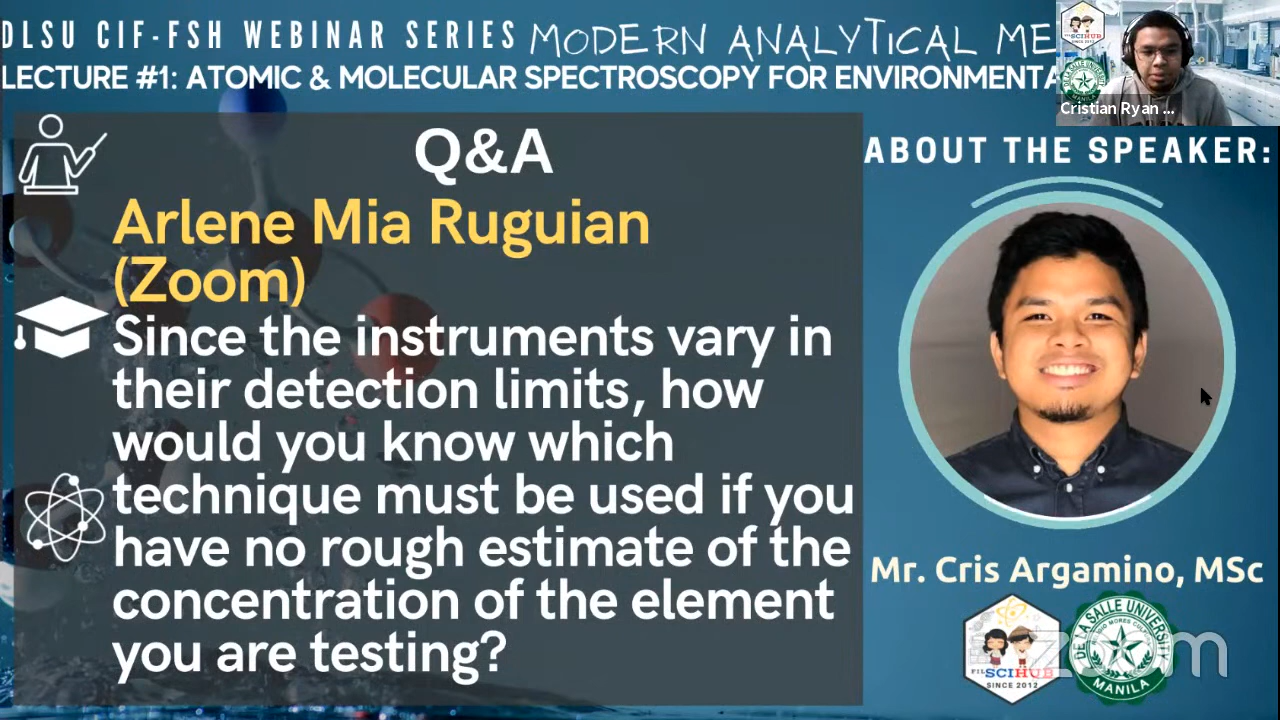 DLSU CIF-FSH WEBINAR SERIES MODERN ANALYTICAL ME
LECTURE #1: ATOMIC & MOLECULAR SPECTROSCOPY FOR ENVIRONMENTA
Cristian Ryan ...
Q&A
Arlene Mia Ruguian
(Zoom)
Since the instruments vary in
their detection limits, how
would you know which
technique must be used if you
have no rough estimate of the
concentration of the element
you are testing?
ABOUT THE SPEAKER:
Mr. Cris Argamino, MSc
FIL SCIHUB
SINCE 2012
DE LA SALLE UNIVERSITY
MANILA
zoom